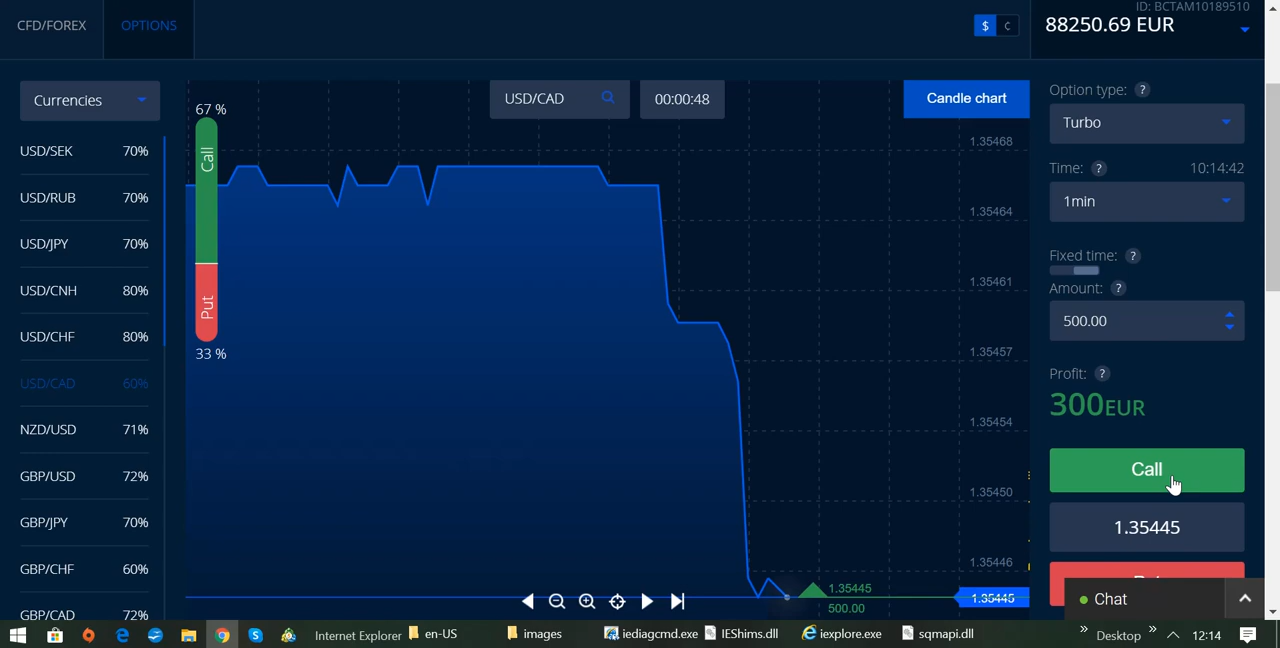 CFD/FOREX
OPTIONS
$
¢
ID: BCTAM10189510
88250.69 EUR
Currencies
USD/SEK 70%
USD/RUB 70%
USD/JPY 70%
USD/CNH 80%
USD/CHF 80%
USD/CAD 60%
NZD/USD 71%
GBP/USD 72%
GBP/JPY 70%
GBP/CHF 60%
GBP/CAD 72%
67 %
Call
Put
33 %
USD/CAD
00:00:48
Candle chart
1.35468
1.35464
1.35461
1.35457
1.35454
1.35450
1.35446
1.35445
500.00
1.35445
Option type: ?
Turbo
Time: ? 10:14:42
1min
Fixed time: ?
Amount: ?
500.00
Profit: ?
300EUR
Call
1.35445
Chat
Internet Explorer
en-US
images
iediagcmd.exe
IEShims.dll
iexplore.exe
sqmapi.dll
Desktop
12:14